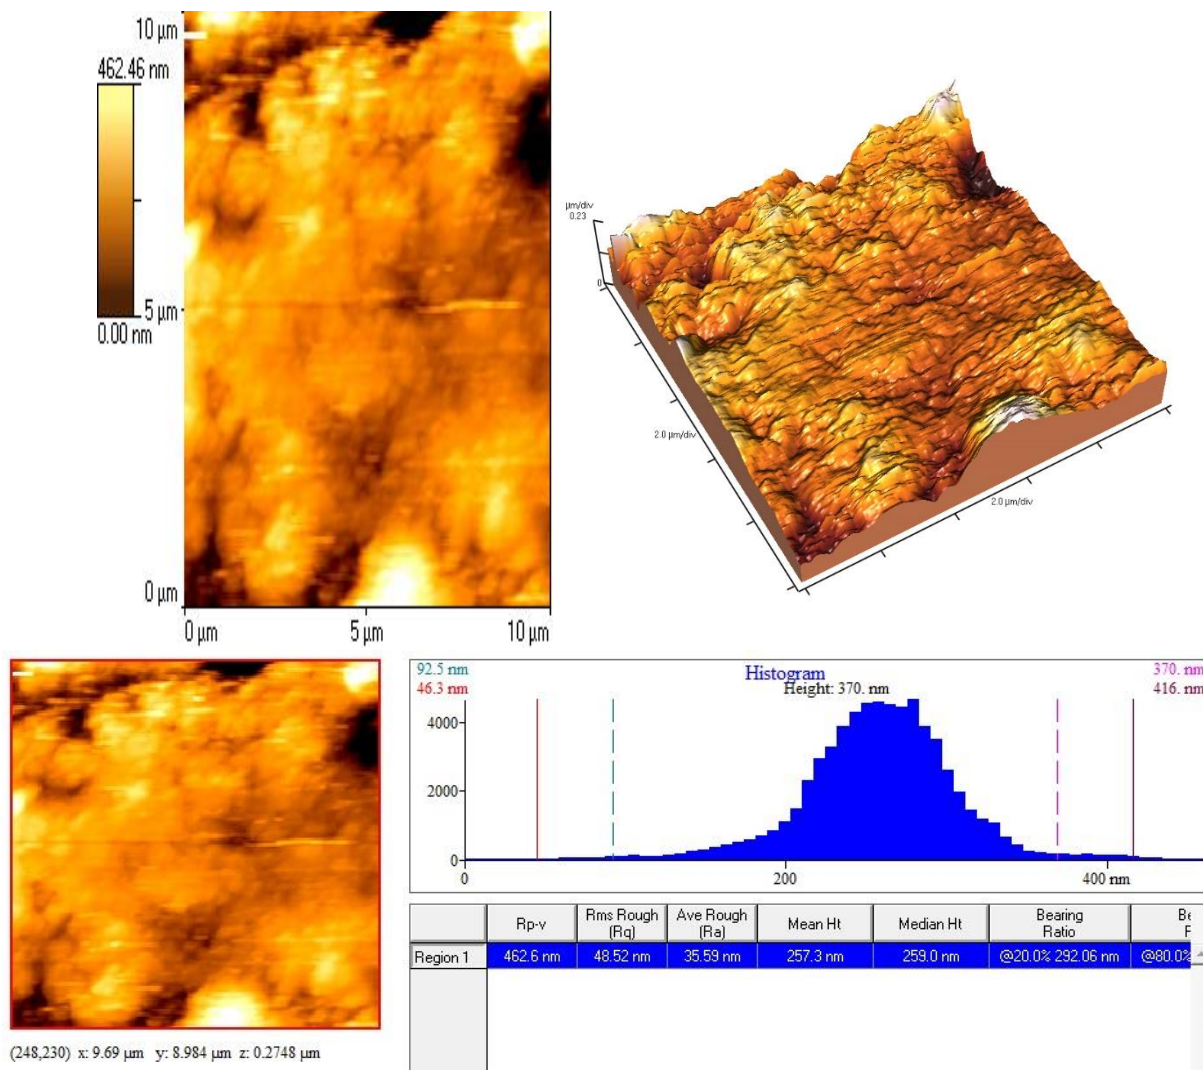 10 µm
462.46 nm
5 µm
0.00 nm
0 µm
0 µm 5 µm 10 µm
µm/div
0.23
0
2.0 µm/div
2.0 µm/div
92.5 nm Histogram 370. nm
46.3 nm Height: 370. nm 416. nm
4000
2000
0
0 200 400 nm
Rp-v Rms Rough (Rq) Ave Rough (Ra) Mean Ht Median Ht Bearing Ratio
Region 1 462.6 nm 48.52 nm 35.59 nm 257.3 nm 259.0 nm @20.0% 292.06 nm @80.0%
(248,230) x: 9.69 µm y: 8.984 µm z: 0.2748 µm